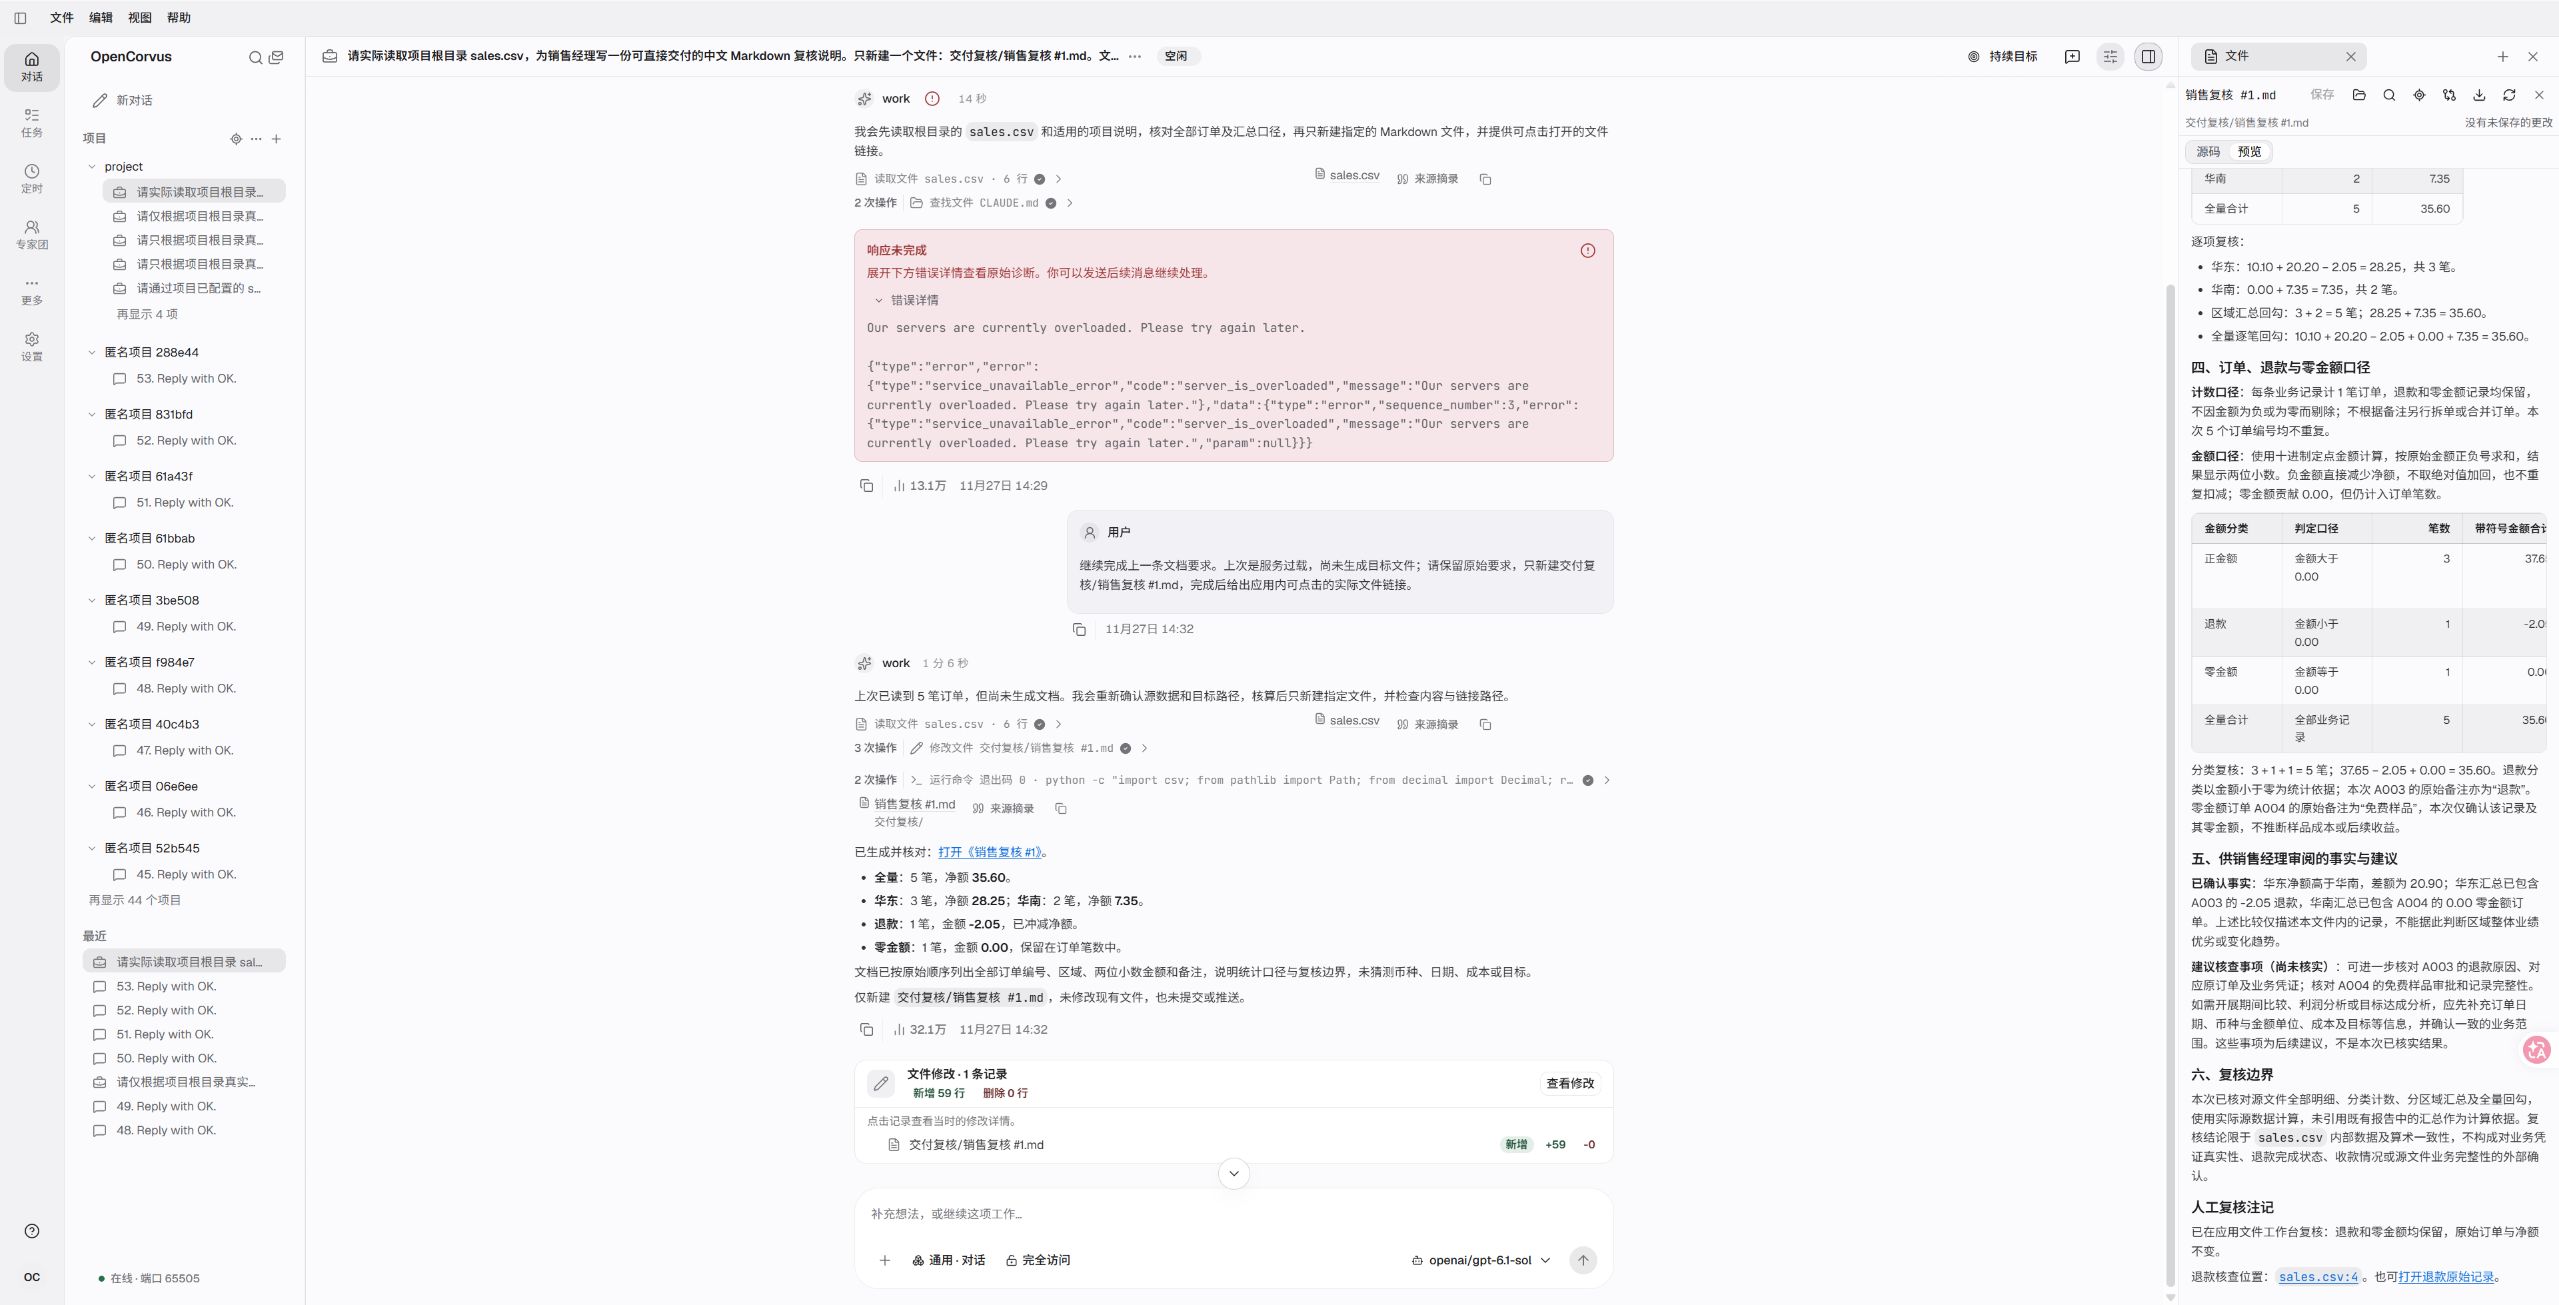 文件 编辑 视图 帮助
对话
任务
定时
专家团
更多
设置
OC
OpenCorvus
新对话
项目
project
请实际读取项目根目录...
请仅根据项目根目录真...
请只根据项目根目录真...
请只根据项目根目录真...
请通过项目已配置的 s...
再显示 4 项
匿名项目 288e44
53. Reply with OK.
匿名项目 831bfd
52. Reply with OK.
匿名项目 61a43f
51. Reply with OK.
匿名项目 61bbab
50. Reply with OK.
匿名项目 3be508
49. Reply with OK.
匿名项目 f984e7
48. Reply with OK.
匿名项目 40c4b3
47. Reply with OK.
匿名项目 06e6ee
46. Reply with OK.
匿名项目 52b545
45. Reply with OK.
再显示 44 个项目
最近
请实际读取项目根目录 sal...
53. Reply with OK.
52. Reply with OK.
51. Reply with OK.
50. Reply with OK.
请仅根据项目根目录真实...
49. Reply with OK.
48. Reply with OK.
在线 · 端口 65505
请实际读取项目根目录 sales.csv，为销售经理写一份可直接交付的中文 Markdown 复核说明。只新建一个文件：交付复核/销售复核 #1.md。文... ··· 空闲 持续目标
work 14 秒
我会先读取根目录的 sales.csv 和适用的项目说明，核对全部订单及汇总口径，再只新建指定的 Markdown 文件，并提供可点击打开的文件
链接。
读取文件 sales.csv · 6 行 sales.csv 来源摘录
2 次操作 查找文件 CLAUDE.md
响应未完成
展开下方错误详情查看原始诊断。你可以发送后续消息继续处理。
错误详情
Our servers are currently overloaded. Please try again later.
{"type":"error","error":
{"type":"service_unavailable_error","code":"server_is_overloaded","message":"Our servers are
currently overloaded. Please try again later."},"data":{"type":"error","sequence_number":3,"error":
{"type":"service_unavailable_error","code":"server_is_overloaded","message":"Our servers are
currently overloaded. Please try again later.","param":null}}}
13.1万 11月27日 14:29
用户
继续完成上一条文档要求。上次是服务过载，尚未生成目标文件；请保留原始要求，只新建交付复
核/销售复核 #1.md，完成后给出应用内可点击的实际文件链接。
11月27日 14:32
work 1 分 6 秒
上次已读到 5 笔订单，但尚未生成文档。我会重新确认源数据和目标路径，核算后只新建指定文件，并检查内容与链接路径。
读取文件 sales.csv · 6 行 sales.csv 来源摘录
3 次操作 修改文件 交付复核/销售复核 #1.md
2 次操作 >_ 运行命令 退出码 0 · python -c "import csv; from pathlib import Path; from decimal import Decimal; r...
销售复核 #1.md 来源摘录
交付复核/
已生成并核对：打开《销售复核 #1》。
• 全量：5 笔，净额 35.60。
• 华东：3 笔，净额 28.25；华南：2 笔，净额 7.35。
• 退款：1 笔，金额 -2.05，已冲减净额。
• 零金额：1 笔，金额 0.00，保留在订单笔数中。
文档已按原始顺序列出全部订单编号、区域、两位小数金额和备注，说明统计口径与复核边界，未猜测币种、日期、成本或目标。
仅新建 交付复核/销售复核 #1.md，未修改现有文件，也未提交或推送。
32.1万 11月27日 14:32
文件修改 · 1 条记录
新增 59 行 删除 0 行
查看修改
点击记录查看当时的修改详情。
交付复核/销售复核 #1.md 新增 +59 -0
补充想法，或继续这项工作...
通用 · 对话 完全访问 openai/gpt-6.1-sol
文件
销售复核 #1.md 保存
交付复核/销售复核 #1.md 没有未保存的更改
源码 预览
华南 2 7.35
全量合计 5 35.60
逐项复核：
• 华东：10.10 + 20.20 − 2.05 = 28.25，共 3 笔。
• 华南：0.00 + 7.35 = 7.35，共 2 笔。
• 区域汇总回勾：3 + 2 = 5 笔；28.25 + 7.35 = 35.60。
• 全量逐笔回勾：10.10 + 20.20 − 2.05 + 0.00 + 7.35 = 35.60。
四、订单、退款与零金额口径
计数口径：每条业务记录计 1 笔订单，退款和零金额记录均保留，
不因金额为负或为零而剔除；不根据备注另行拆单或合并订单。本
次 5 个订单编号均不重复。
金额口径：使用十进制定点金额计算，按原始金额正负号求和，结
果显示两位小数。负金额直接减少净额，不取绝对值加回，也不重
复扣减；零金额贡献 0.00，但仍计入订单笔数。
金额分类 判定口径 笔数 带符号金额合计
正金额 金额大于 3 37.6
0.00
退款 金额小于 1 -2.0
0.00
零金额 金额等于 1 0.0
0.00
全量合计 全部业务记 5 35.6
录
分类复核：3 + 1 + 1 = 5 笔；37.65 − 2.05 + 0.00 = 35.60。退款分
类以金额小于零为统计依据；本次 A003 的原始备注亦为“退款”。
零金额订单 A004 的原始备注为“免费样品”，本次仅确认该记录及
其零金额，不推断样品成本或后续收益。
五、供销售经理审阅的事实与建议
已确认事实：华东净额高于华南，差额为 20.90；华东汇总已包含
A003 的 -2.05 退款，华南汇总已包含 A004 的 0.00 零金额订
单。上述比较仅描述本文件内的记录，不能据此判断区域整体业绩
优劣或变化趋势。
建议核查事项（尚未核实）：可进一步核对 A003 的退款原因、对
应原订单及业务凭证；核对 A004 的免费样品审批和记录完整性。
如需开展期间比较、利润分析或目标达成分析，应先补充订单日
期、币种与金额单位、成本及目标等信息，并确认一致的业务范
围。这些事项为后续建议，不是本次已核实结果。
六、复核边界
本次已核对源文件全部明细、分类计数、分区域汇总及全量回勾，
使用实际源数据计算，未引用既有报告中的汇总作为计算依据。复
核结论限于 sales.csv 内部数据及算术一致性，不构成对业务凭
证真实性、退款完成状态、收款情况或源文件业务完整性的外部确
认。
人工复核注记
已在应用文件工作台复核：退款和零金额均保留，原始订单与净额
不变。
退款核查位置：sales.csv:4。也可打开退款原始记录。